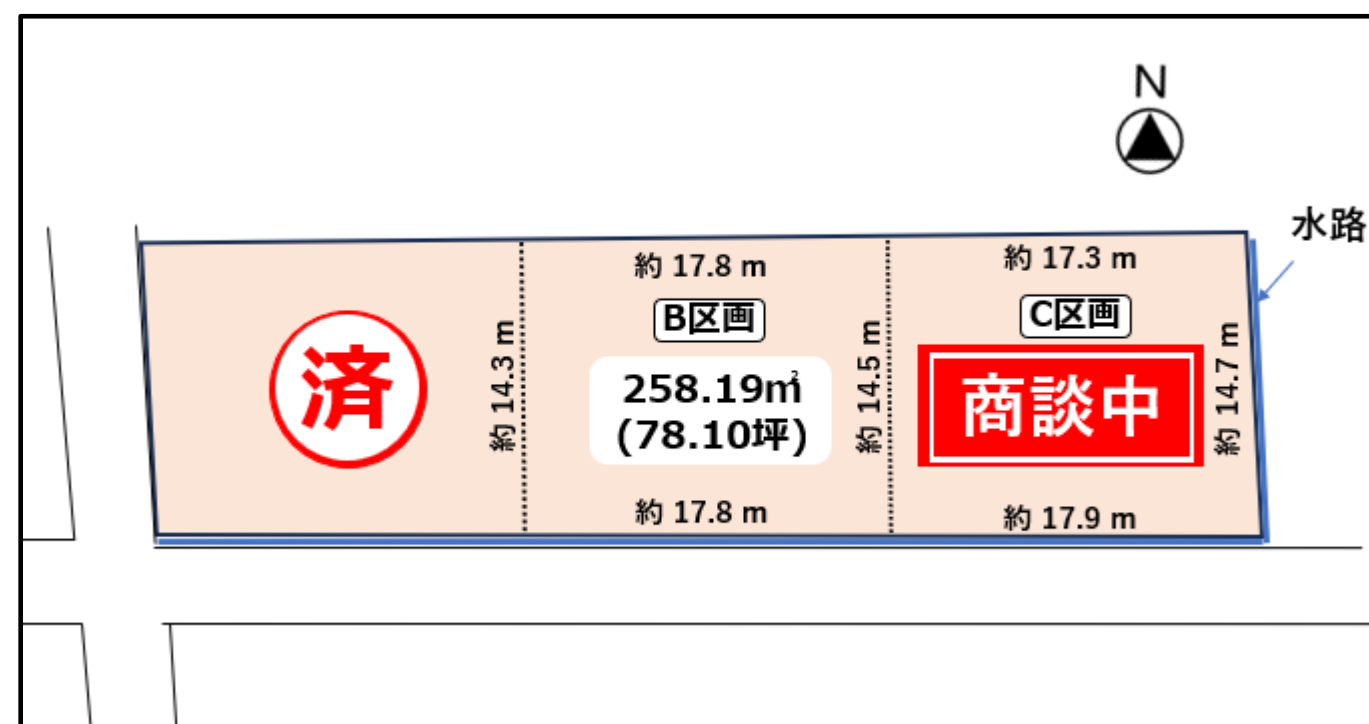 N
水路
約 17.8 m
約 17.3 m
B区画
C区画
済
約 14.3 m
258.19㎡
(78.10坪)
約 14.5 m
商談中
約 14.7 m
約 17.8 m
約 17.9 m